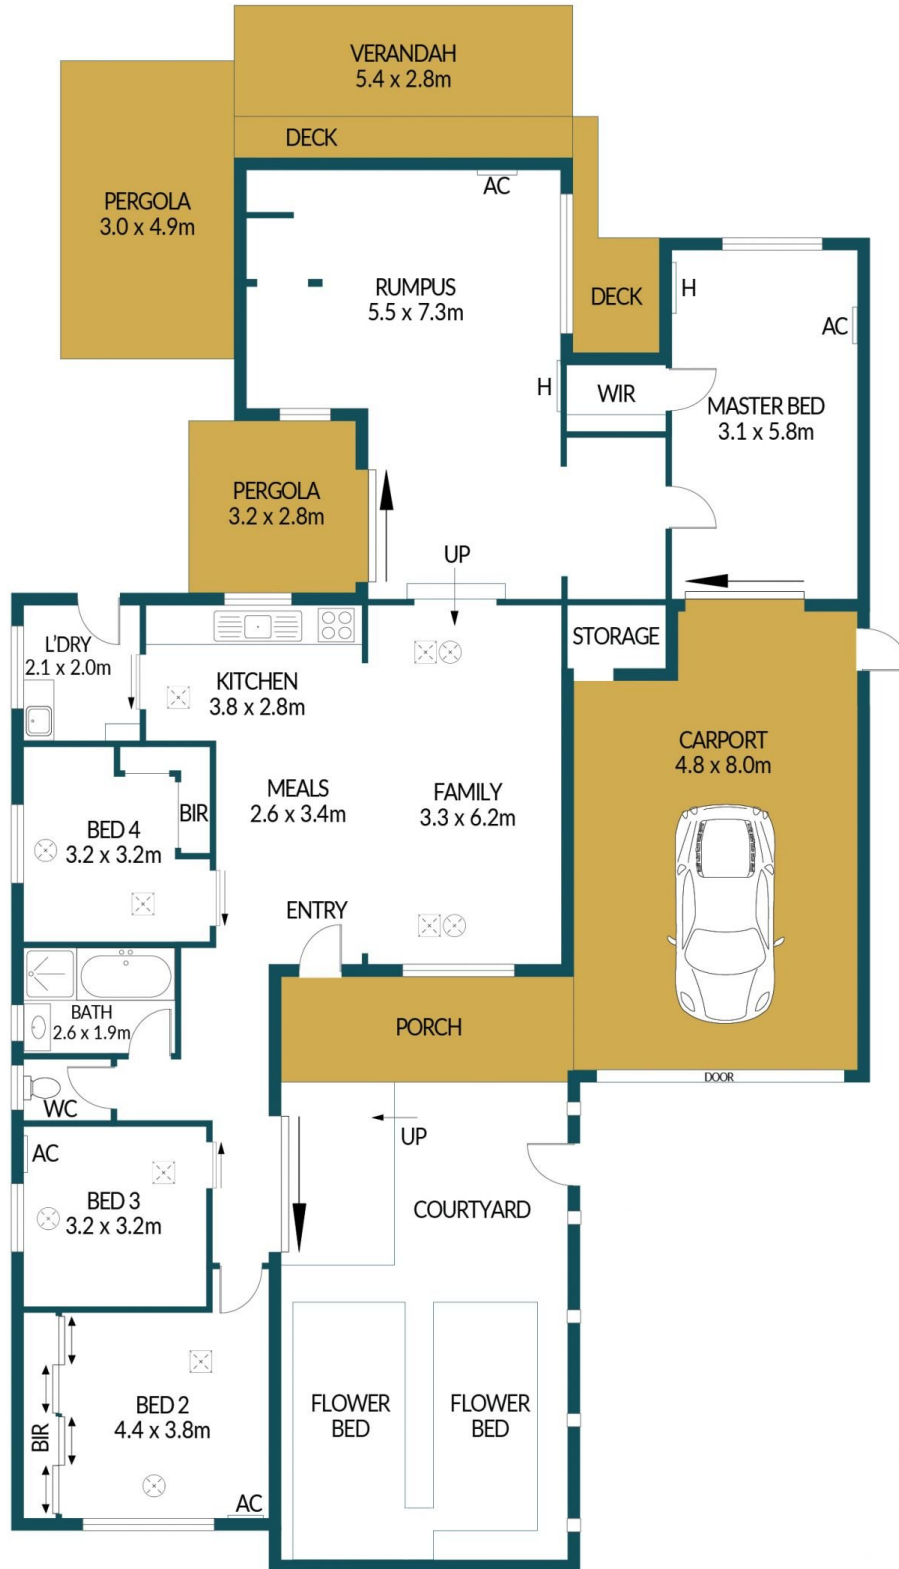 VERANDAH
5.4 x 2.8m
DECK
PERGOLA
3.0 x 4.9m
AC
RUMPUS
5.5 x 7.3m
DECK
H
AC
H
WIR
MASTER BED
3.1 x 5.8m
PERGOLA
3.2 x 2.8m
UP
STORAGE
L'DRY
2.1 x 2.0m
KITCHEN
3.8 x 2.8m
CARPORT
4.8 x 8.0m
MEALS
2.6 x 3.4m
FAMILY
3.3 x 6.2m
BIR
BED 4
3.2 x 3.2m
ENTRY
BATH
2.6 x 1.9m
PORCH
DOOR
WC
UP
AC
BED 3
3.2 x 3.2m
COURTYARD
BED 2
4.4 x 3.8m
BIR
FLOWER
BED
FLOWER
BED
AC